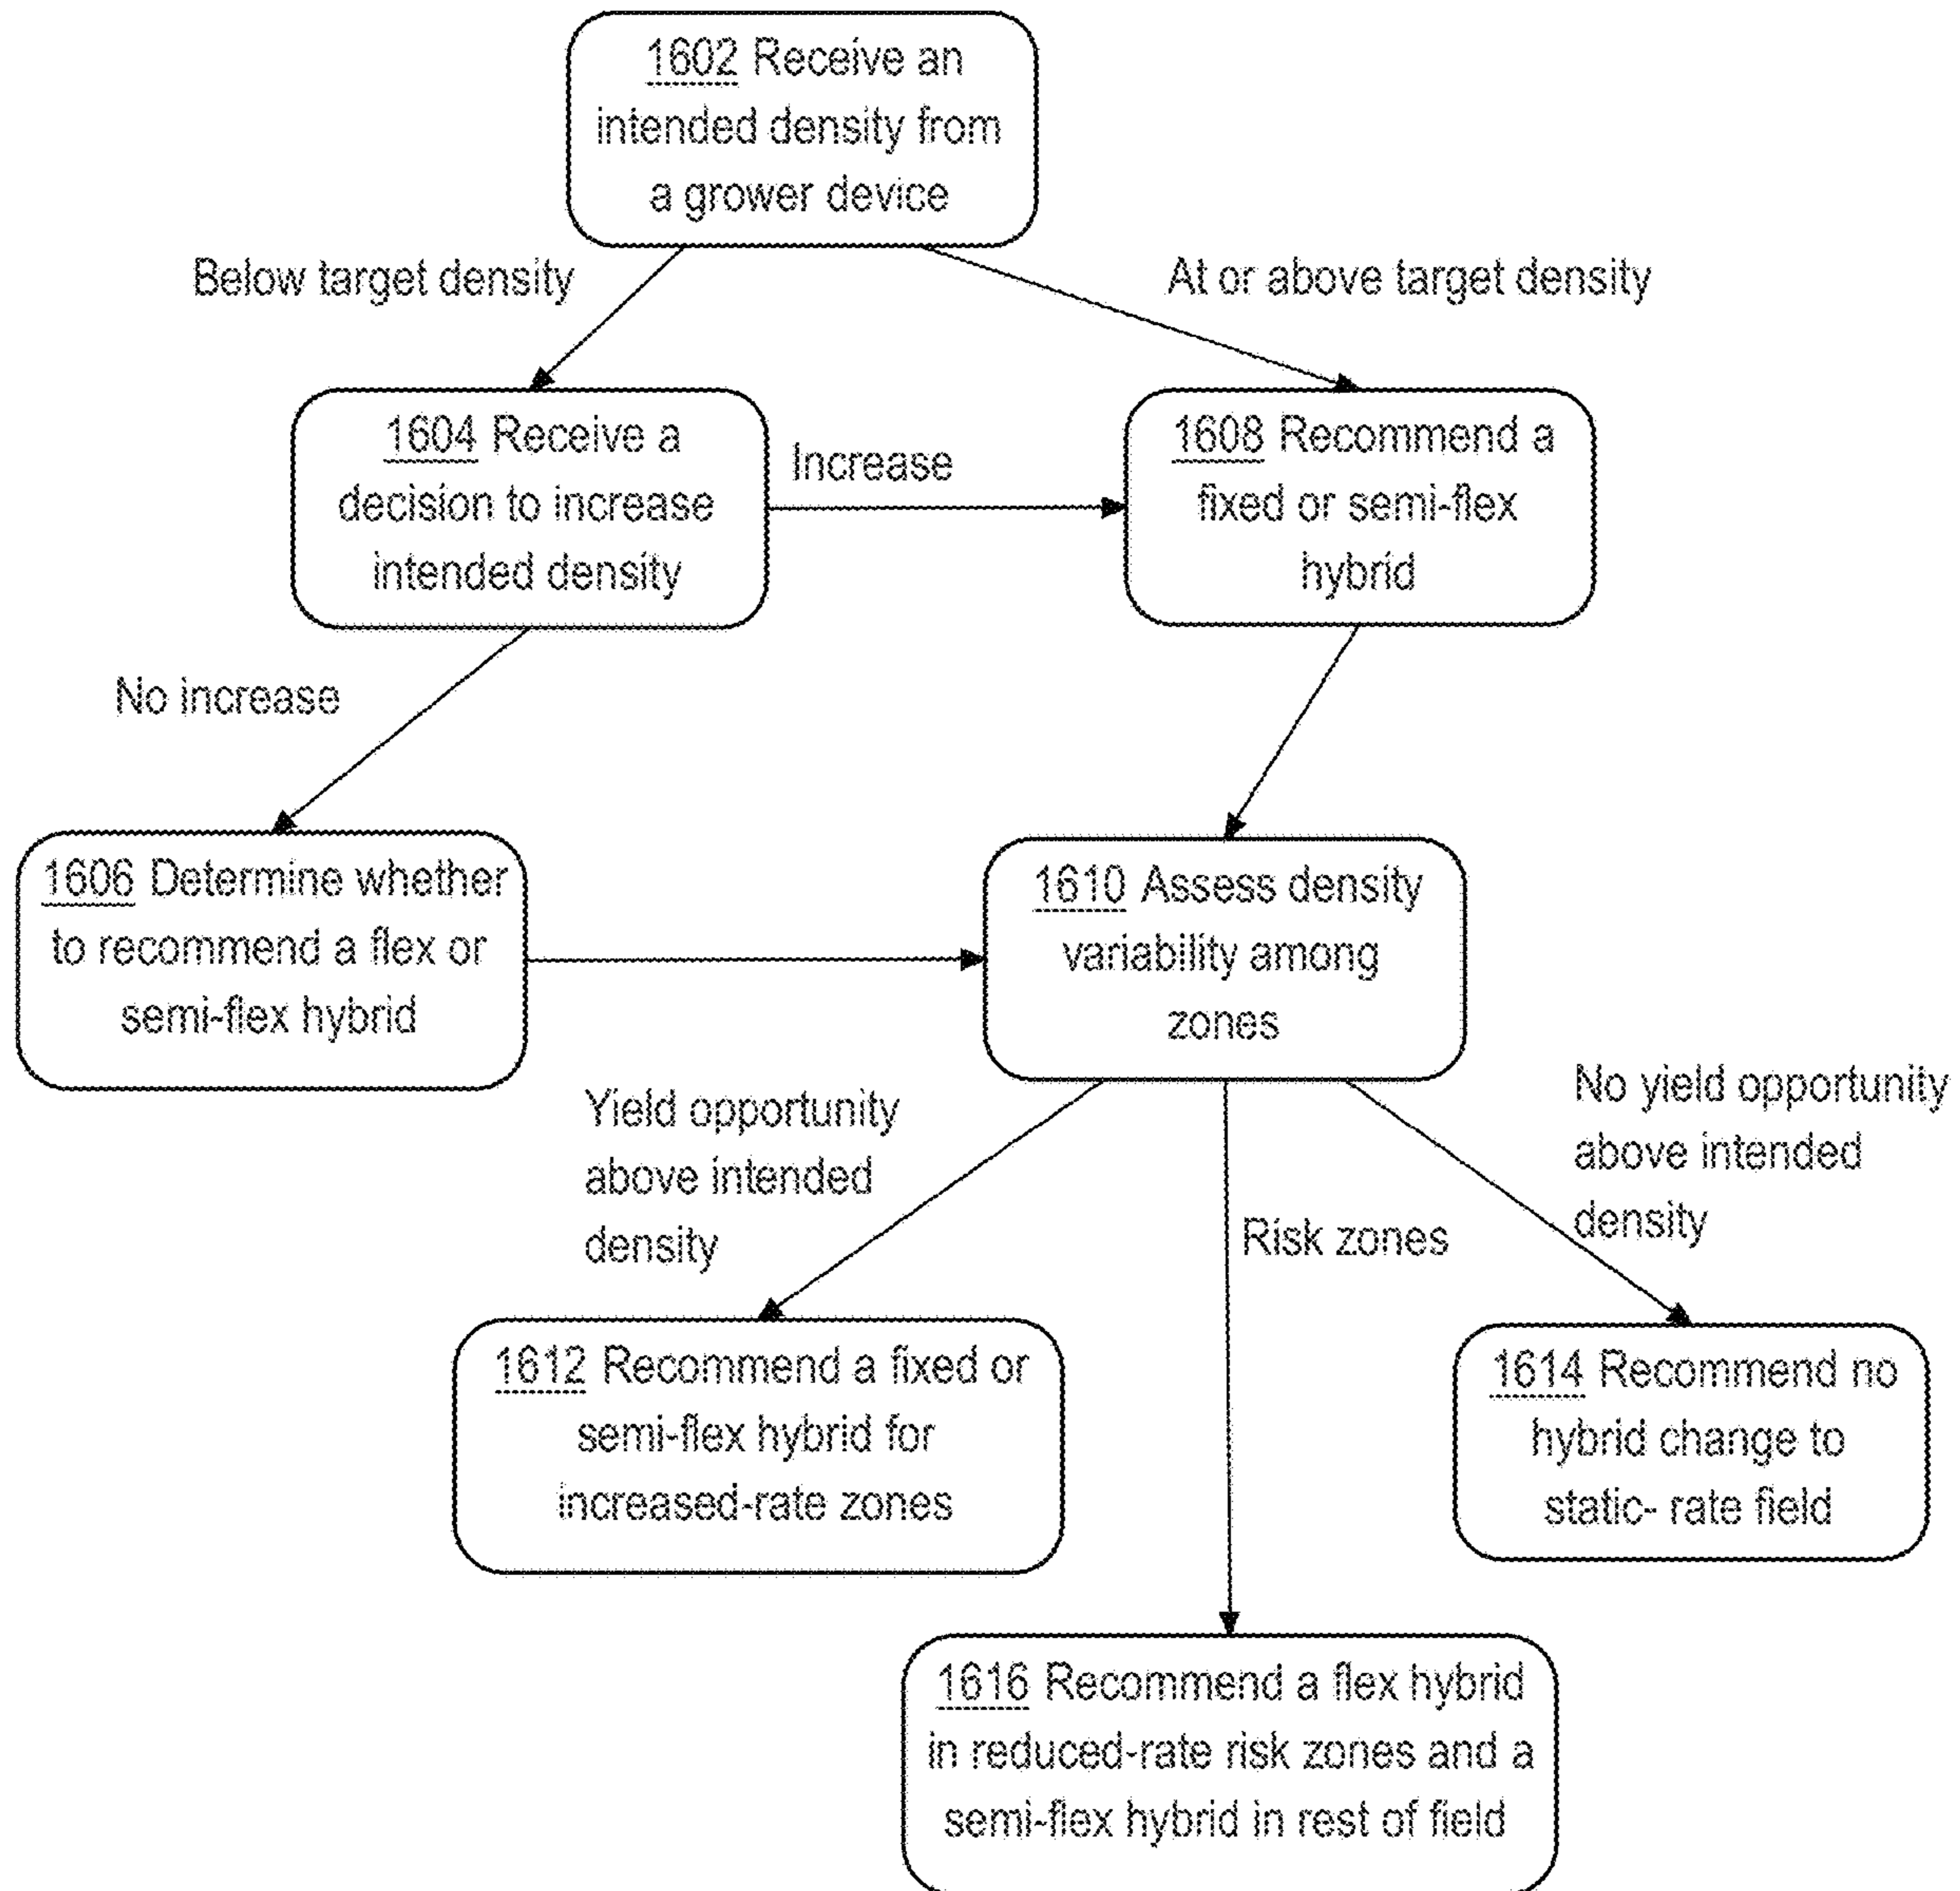 1602 Receive an
intended density from
a grower device
Below target density
At or above target density
1604 Receive a
decision to increase
intended density
Increase
1608 Recommend a
fixed or semi-flex
hybrid
No increase
1606 Determine whether
to recommend a flex or
semi-flex hybrid
1610 Assess density
variability among
zones
Yield opportunity
above intended
density
Risk zones
No yield opportunity
above intended
density
1612 Recommend a fixed or
semi-flex hybrid for
increased-rate zones
1614 Recommend no
hybrid change to
static- rate field
1616 Recommend a flex hybrid
in reduced-rate risk zones and a
semi-flex hybrid in rest of field